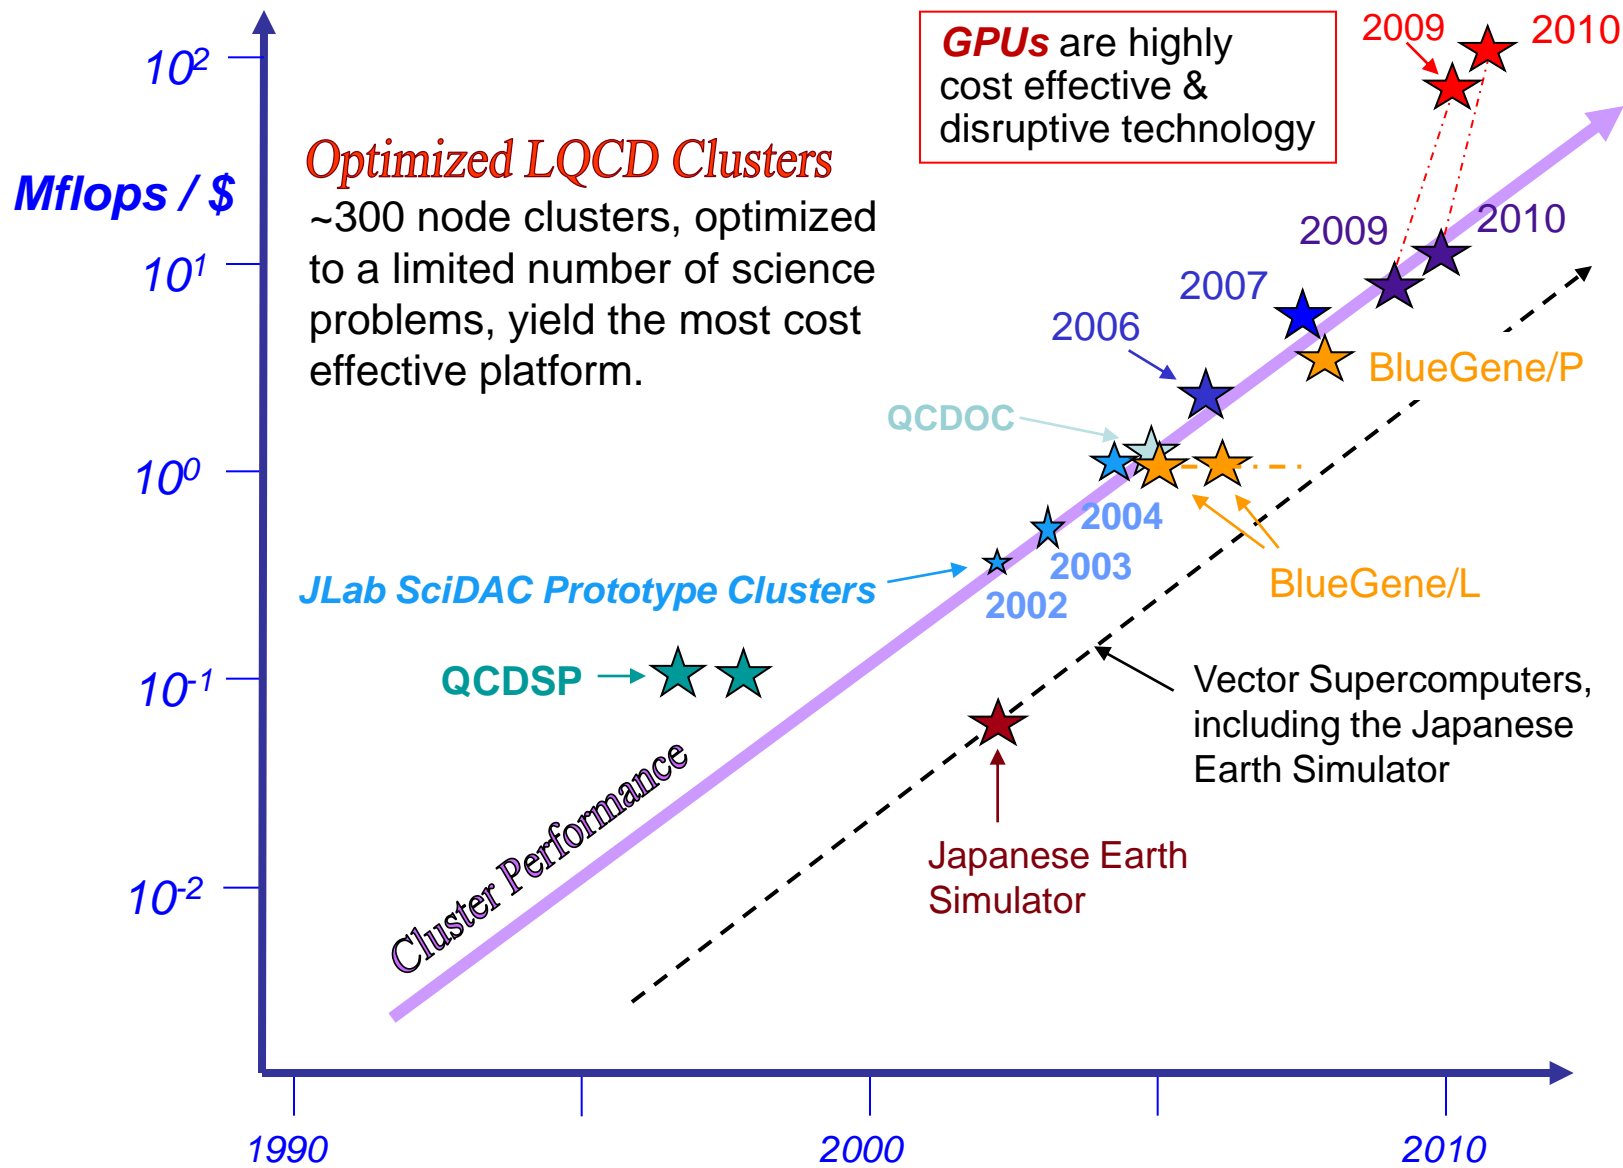 10²
Mflops / $
10¹
10⁰
10⁻¹
10⁻²
1990
2000
2010
Optimized LQCD Clusters
~300 node clusters, optimized
to a limited number of science
problems, yield the most cost
effective platform.
GPUs are highly
cost effective &
disruptive technology
2009
2010
2009
2010
2007
2006
BlueGene/P
QCDOC
2004
2003
2002
JLab SciDAC Prototype Clusters
BlueGene/L
QCDSP
Vector Supercomputers,
including the Japanese
Earth Simulator
Cluster Performance
Japanese Earth
Simulator